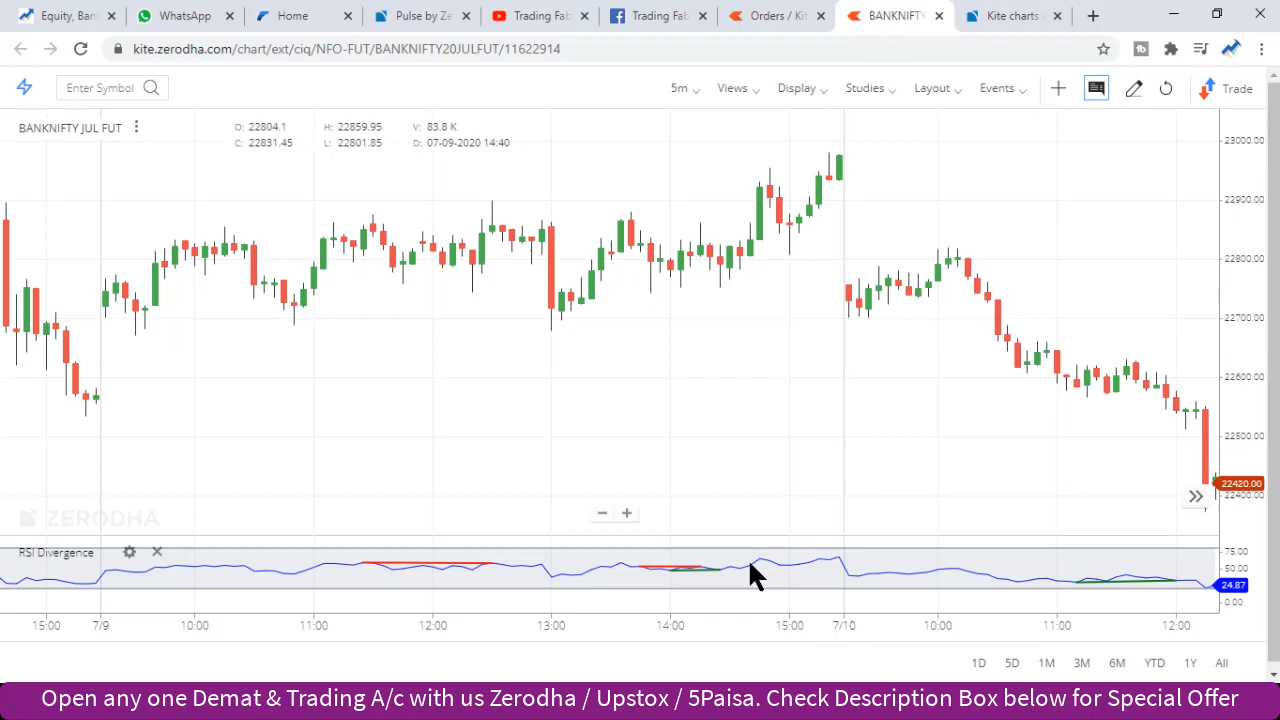 Equity, Ban
WhatsApp
Home
Pulse by Ze
Trading Fab
Trading Fab
Orders / Kit
BANKNIFTY
Kite charts u
kite.zerodha.com/chart/ext/ciq/NFO-FUT/BANKNIFTY20JULFUT/11622914
Enter Symbol
5m
Views
Display
Studies
Layout
Events
Trade
BANKNIFTY JUL FUT
O: 22804.1 H: 22859.95 V: 83.8 K
C: 22831.45 L: 22801.85 D: 07-09-2020 14:40
23000.00
22900.00
22800.00
22700.00
22600.00
22500.00
22420.00
22400.00
ZERODHA
RSI Divergence
75.00
50.00
24.87
0.00
15:00 7/9 10:00 11:00 12:00 13:00 14:00 15:00 7/10 10:00 11:00 12:00
1D 5D 1M 3M 6M YTD 1Y All
Open any one Demat & Trading A/c with us Zerodha / Upstox / 5Paisa. Check Description Box below for Special Offer